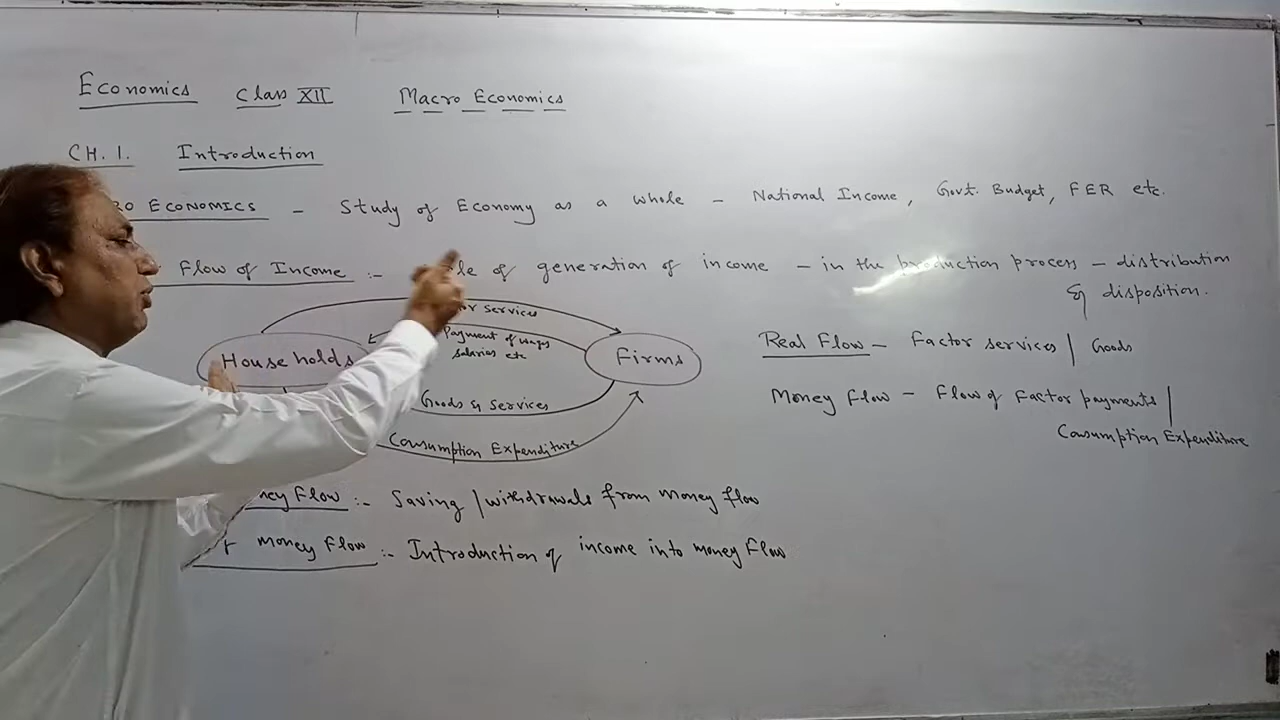 Economics Class XII Macro Economics
CH. 1. Introduction
RO ECONOMICS - Study of Economy as a whole - National Income, Govt. Budget, FER etc.
Flow of Income :- le of generation of income - in the production process - distribution
& disposition.
r services
Payment of wages
salaries etc
Households
Firms
Goods & Services
Consumption Expenditure
Real Flow - Factor services | Goods
Money Flow - Flow of Factor payments |
Consumption Expenditure
ney Flow :- Saving / withdrawals from money flow
money Flow :- Introduction of income into money flow